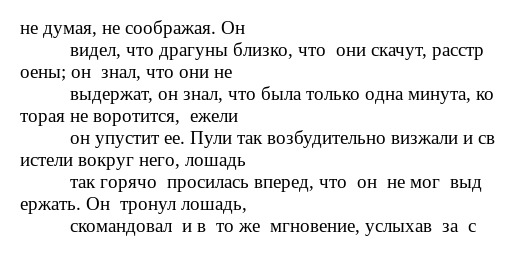 не думая, не соображая. Он
видел, что драгуны близко, что  они скачут, расстр
оены; он  знал, что они не
выдержат, он знал, что была только одна минута, ко
торая не воротится,  ежели
он упустит ее. Пули так возбудительно визжали и св
истели вокруг него, лошадь
так горячо  просилась вперед, что  он  не мог  выд
ержать. Он  тронул лошадь,
скомандовал  и в  то же  мгновение, услыхав  за  с